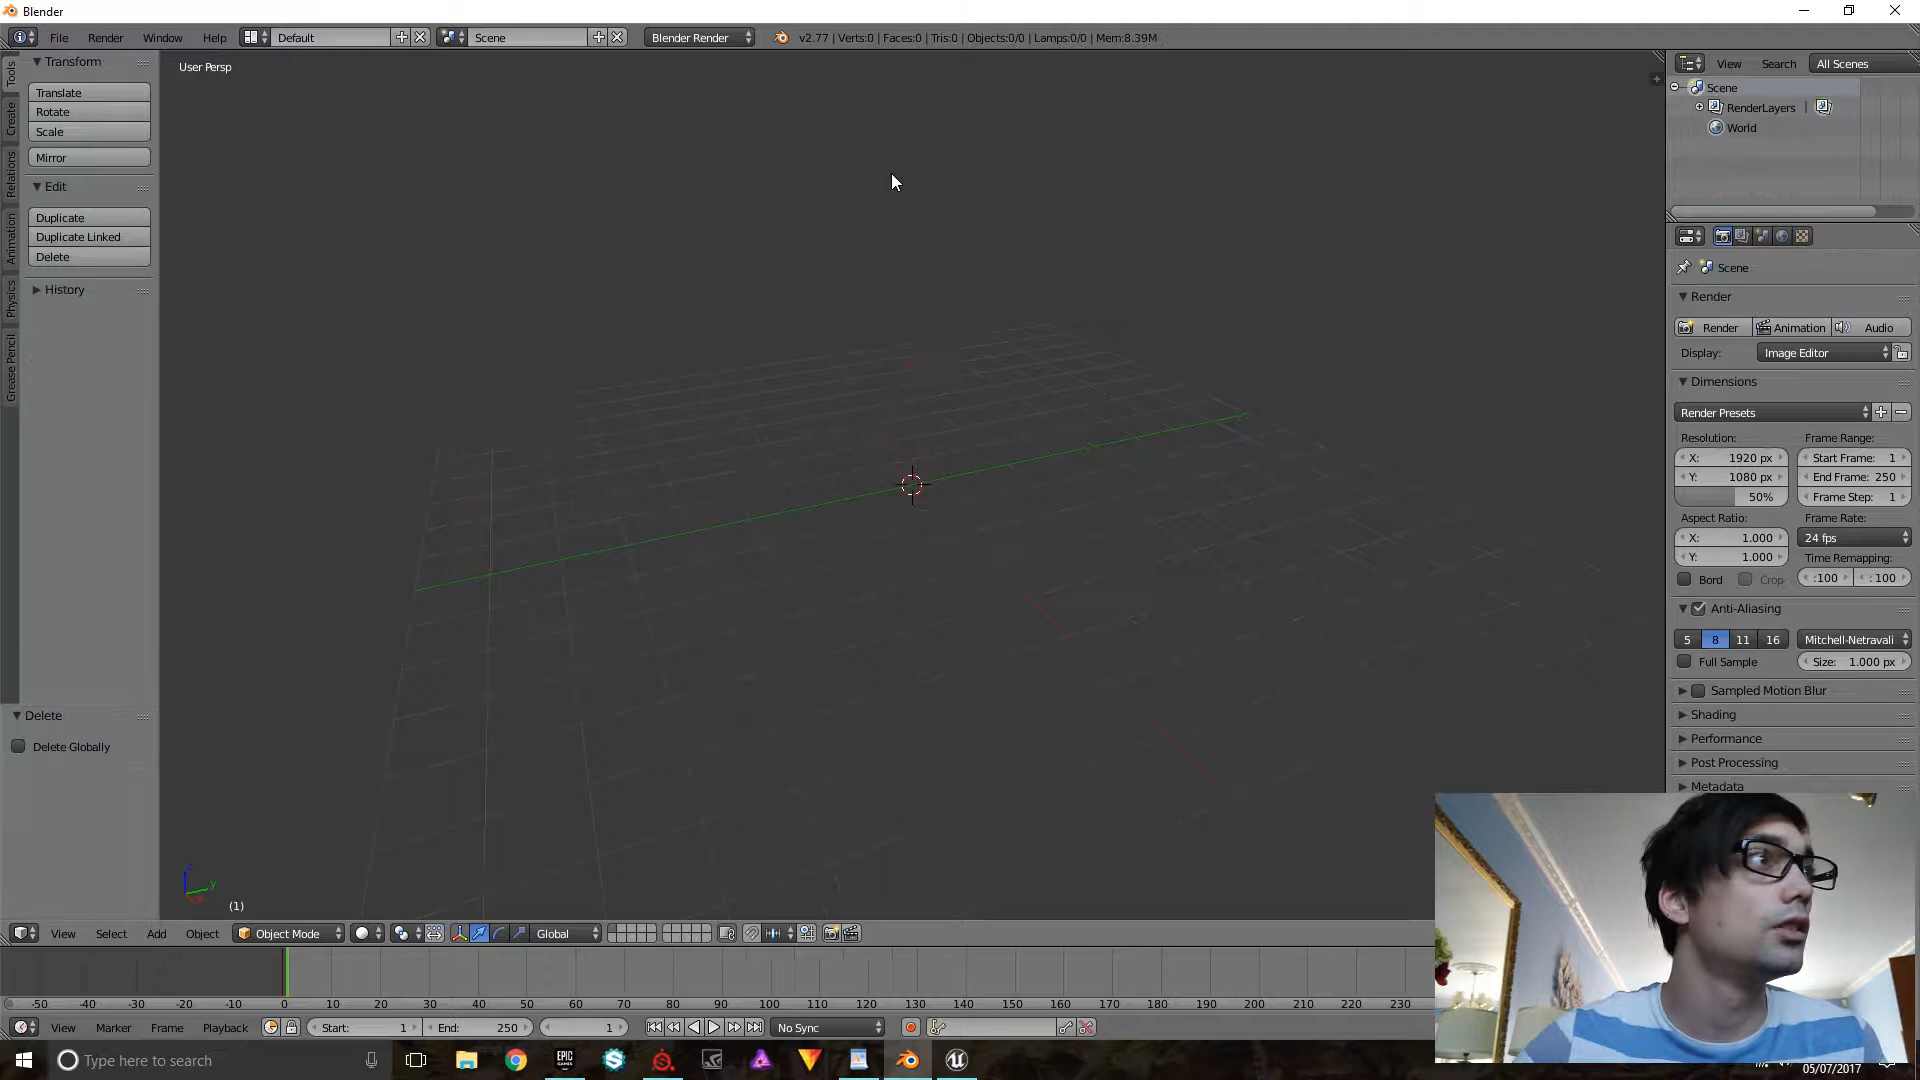 Blender
File Render Window Help Default Scene Blender Render v2.77 | Verts:0 | Faces:0 | Tris:0 | Objects:0/0 | Lamps:0/0 | Mem:8.39M
Tools
Create
Relations
Animation
Physics
Grease Pencil
Transform
Translate
Rotate
Scale
Mirror
Edit
Duplicate
Duplicate Linked
Delete
History
Delete
Delete Globally
User Persp
z
y
x
(1)
View Search All Scenes
Scene
RenderLayers |
World
Scene
Render
Render Animation Audio
Display: Image Editor
Dimensions
Render Presets
Resolution: Frame Range:
X: 1920 px Start Frame: 1
Y: 1080 px End Frame: 250
50% Frame Step: 1
Aspect Ratio: Frame Rate:
X: 1.000 24 fps
Y: 1.000 Time Remapping:
Bord Crop :100 : 100
Anti-Aliasing
5 8 11 16 Mitchell-Netravali
Full Sample Size: 1.000 px
Sampled Motion Blur
Shading
Performance
Post Processing
Metadata
View Select Add Object Object Mode Global
-50 -40 -30 -20 -10 0 10 20 30 40 50 60 70 80 90 100 110 120 130 140 150 160 170 180 190 200 210 220 230
View Marker Frame Playback Start: 1 End: 250 1 No Sync
Type here to search
EPIC GAMES
05/07/2017